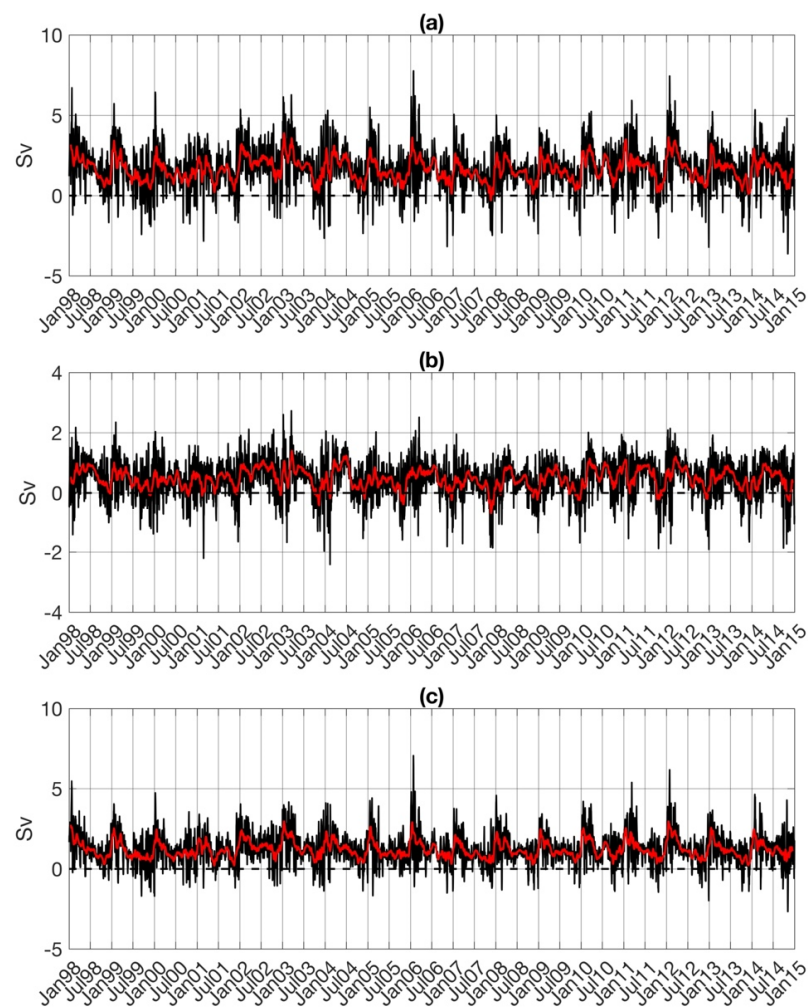 (a)
10
5
0
-5
Sv
Jan98 Jul98 Jan99 Jul99 Jan00 Jul00 Jan01 Jul01 Jan02 Jul02 Jan03 Jul03 Jan04 Jul04 Jan05 Jul05 Jan06 Jul06 Jan07 Jul07 Jan08 Jul08 Jan09 Jul09 Jan10 Jul10 Jan11 Jul11 Jan12 Jul12 Jan13 Jul13 Jan14 Jul14 Jan15
(b)
4
2
0
-2
-4
Sv
Jan98 Jul98 Jan99 Jul99 Jan00 Jul00 Jan01 Jul01 Jan02 Jul02 Jan03 Jul03 Jan04 Jul04 Jan05 Jul05 Jan06 Jul06 Jan07 Jul07 Jan08 Jul08 Jan09 Jul09 Jan10 Jul10 Jan11 Jul11 Jan12 Jul12 Jan13 Jul13 Jan14 Jul14 Jan15
(c)
10
5
0
-5
Sv
Jan98 Jul98 Jan99 Jul99 Jan00 Jul00 Jan01 Jul01 Jan02 Jul02 Jan03 Jul03 Jan04 Jul04 Jan05 Jul05 Jan06 Jul06 Jan07 Jul07 Jan08 Jul08 Jan09 Jul09 Jan10 Jul10 Jan11 Jul11 Jan12 Jul12 Jan13 Jul13 Jan14 Jul14 Jan15